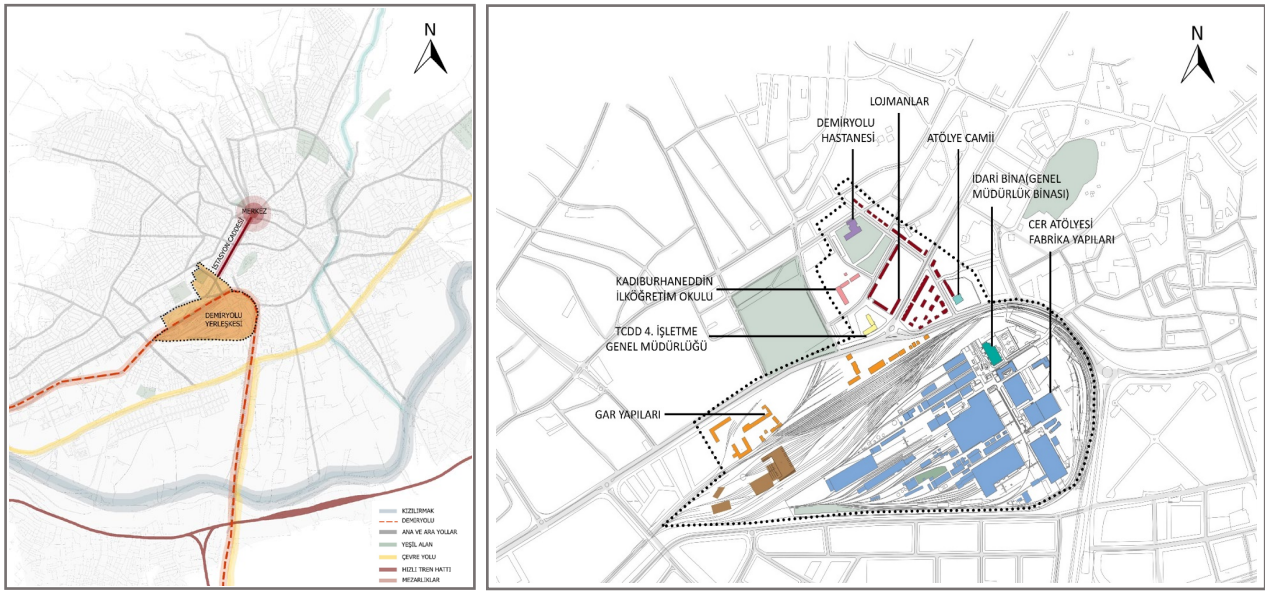 N
MERKEZ
İSTASYON CADDESİ
DEMİRYOLU
YERLEŞKESİ
KIZILIRMAK
DEMİRYOLU
ANA VE ARA YOLLAR
YEŞİL ALAN
ÇEVRE YOLU
HIZLI TREN HATTI
MEZARLIKLAR
N
LOJMANLAR
DEMİRYOLU
HASTANESİ
ATÖLYE CAMİİ
İDARİ BİNA(GENEL
MÜDÜRLÜK BİNASI)
CER ATÖLYESİ
FABRİKA YAPILARI
KADIBURHANEDDİN
İLKÖĞRETİM OKULU
TCDD 4. İŞLETME
GENEL MÜDÜRLÜĞÜ
GAR YAPILARI